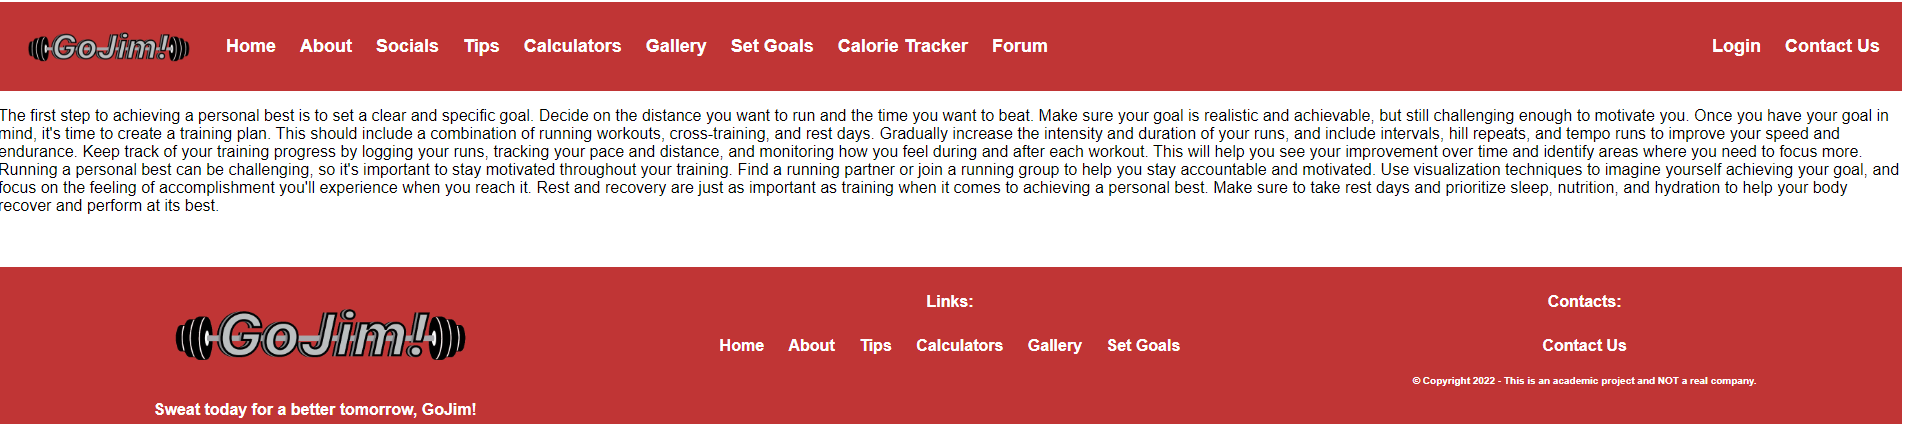 GoJim! Home About Socials Tips Calculators Gallery Set Goals Calorie Tracker Forum Login Contact Us
The first step to achieving a personal best is to set a clear and specific goal. Decide on the distance you want to run and the time you want to beat. Make sure your goal is realistic and achievable, but still challenging enough to motivate you. Once you have your goal in
mind, it's time to create a training plan. This should include a combination of running workouts, cross-training, and rest days. Gradually increase the intensity and duration of your runs, and include intervals, hill repeats, and tempo runs to improve your speed and
endurance. Keep track of your training progress by logging your runs, tracking your pace and distance, and monitoring how you feel during and after each workout. This will help you see your improvement over time and identify areas where you need to focus more.
Running a personal best can be challenging, so it's important to stay motivated throughout your training. Find a running partner or join a running group to help you stay accountable and motivated. Use visualization techniques to imagine yourself achieving your goal, and
focus on the feeling of accomplishment you'll experience when you reach it. Rest and recovery are just as important as training when it comes to achieving a personal best. Make sure to take rest days and prioritize sleep, nutrition, and hydration to help your body
recover and perform at its best.
GoJim!
Sweat today for a better tomorrow, GoJim!
Links:
Home About Tips Calculators Gallery Set Goals
Contacts:
Contact Us
© Copyright 2022 - This is an academic project and NOT a real company.